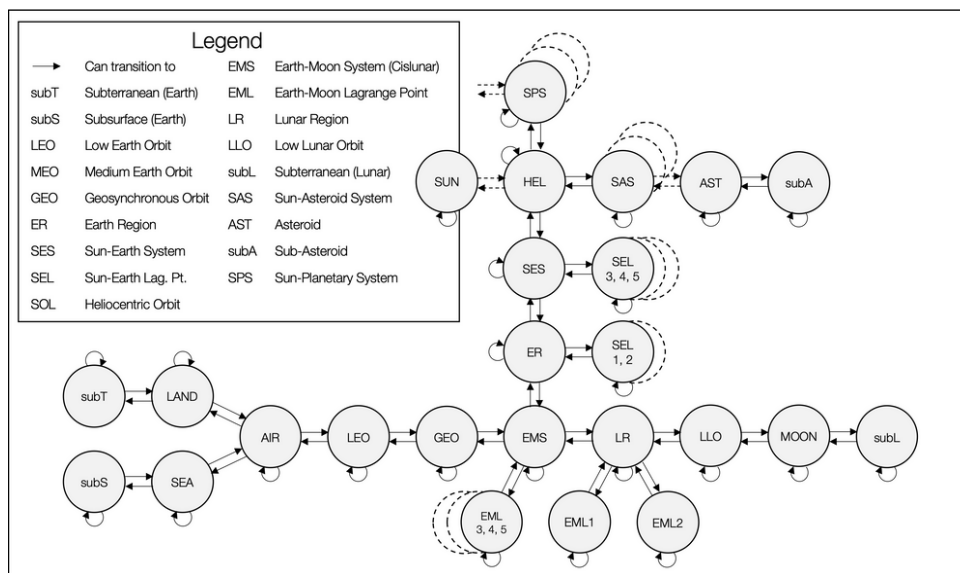 Legend
Can transition to
subT Subterranean (Earth)
subS Subsurface (Earth)
LEO Low Earth Orbit
MEO Medium Earth Orbit
GEO Geosynchronous Orbit
ER Earth Region
SES Sun-Earth System
SEL Sun-Earth Lag. Pt.
SOL Heliocentric Orbit
EMS Earth-Moon System (Cislunar)
EML Earth-Moon Lagrange Point
LR Lunar Region
LLO Low Lunar Orbit
subL Subterranean (Lunar)
SAS Sun-Asteroid System
AST Asteroid
subA Sub-Asteroid
SPS Sun-Planetary System
SPS
SUN
HEL
SAS
AST
subA
SES
SEL
3, 4, 5
ER
SEL
1, 2
subT
LAND
AIR
LEO
GEO
EMS
LR
LLO
MOON
subL
subS
SEA
EML
3, 4, 5
EML1
EML2